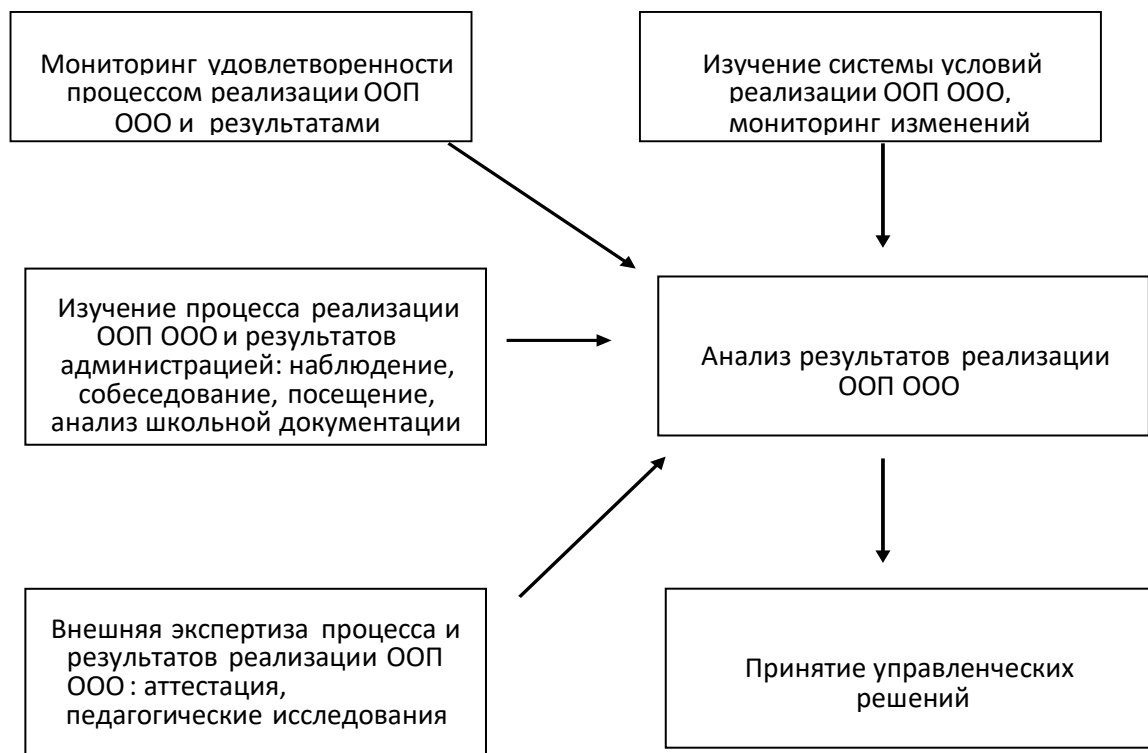 Мониторинг удовлетворенности
процессом реализации ООП
ООО и результатами
Изучение системы условий
реализации ООП ООО,
мониторинг изменений
Изучение процесса реализации
ООП ООО и результатов
администрацией: наблюдение,
собеседование, посещение,
анализ школьной документации
Анализ результатов реализации
ООП ООО
Внешняя экспертиза процесса и
результатов реализации ООП
ООО : аттестация,
педагогические исследования
Принятие управленческих
решений